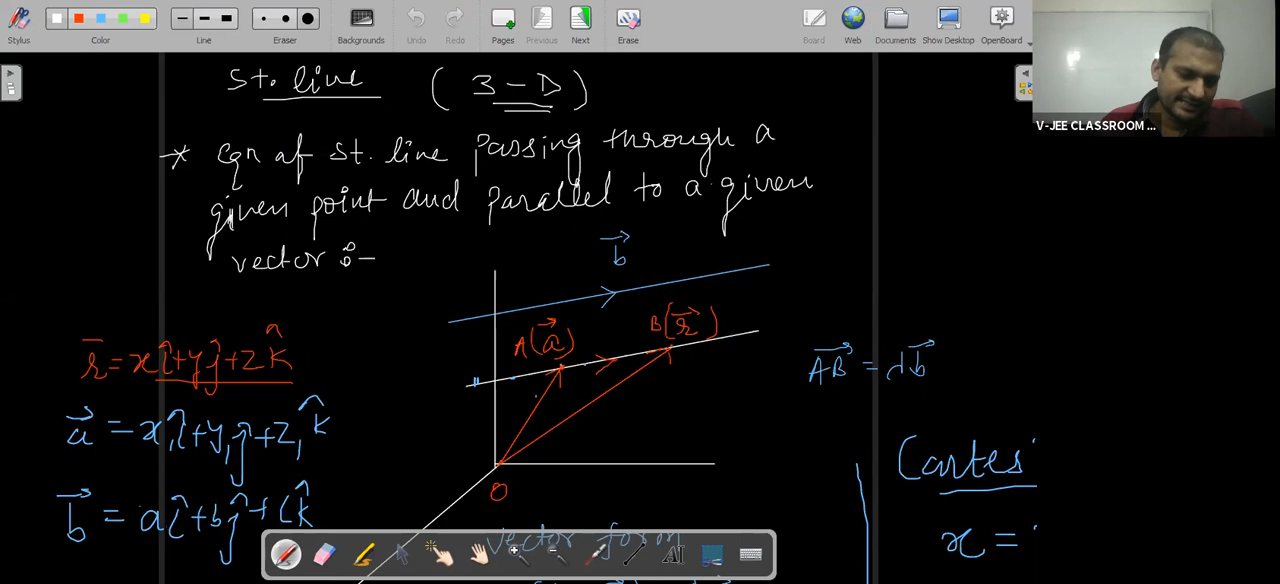 Stylus Color Line Eraser Backgrounds Undo Redo Pages Previous Next Erase Board Web Documents Show Desktop OpenBoard
V-JEE CLASSROOM ...
St. line (3-D)
* Eqn of St. line passing through a
given point and parallel to a given
vector :-
b⃗
A(a⃗) B(r⃗)
r̄ = xî+yĵ+zk̂
AB⃗ = λb⃗
a⃗ = x₁î+y₁ĵ+z₁k̂
Cartes
O
b⃗ = aî+bĵ+ck̂
vector form
x =